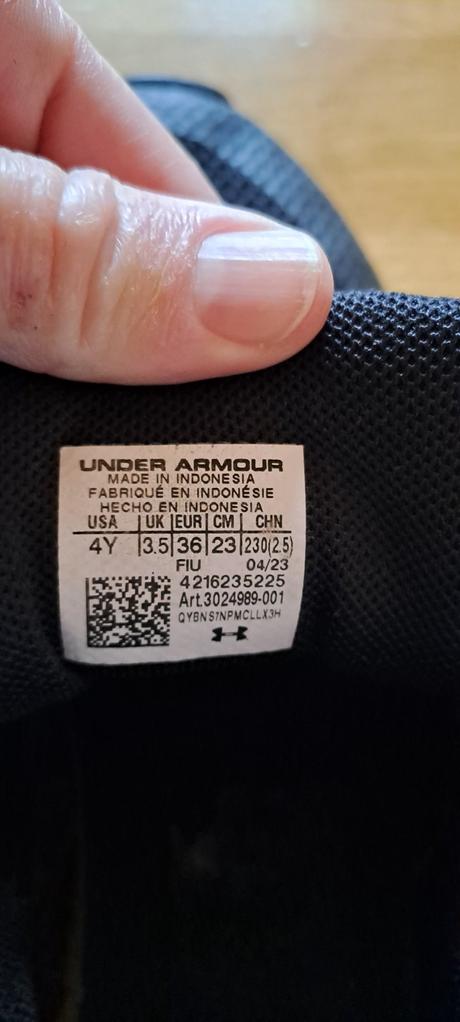 UNDER ARMOUR
MADE IN INDONESIA
FABRIQUÉ EN INDONÉSIE
HECHO EN INDONESIA
USA UK EUR CM CHN
4Y 3.5 36 23 230(2.5)
FIU 04/23
4216235225
Art.3024989-001
QYBNS7NPMCLLX3H